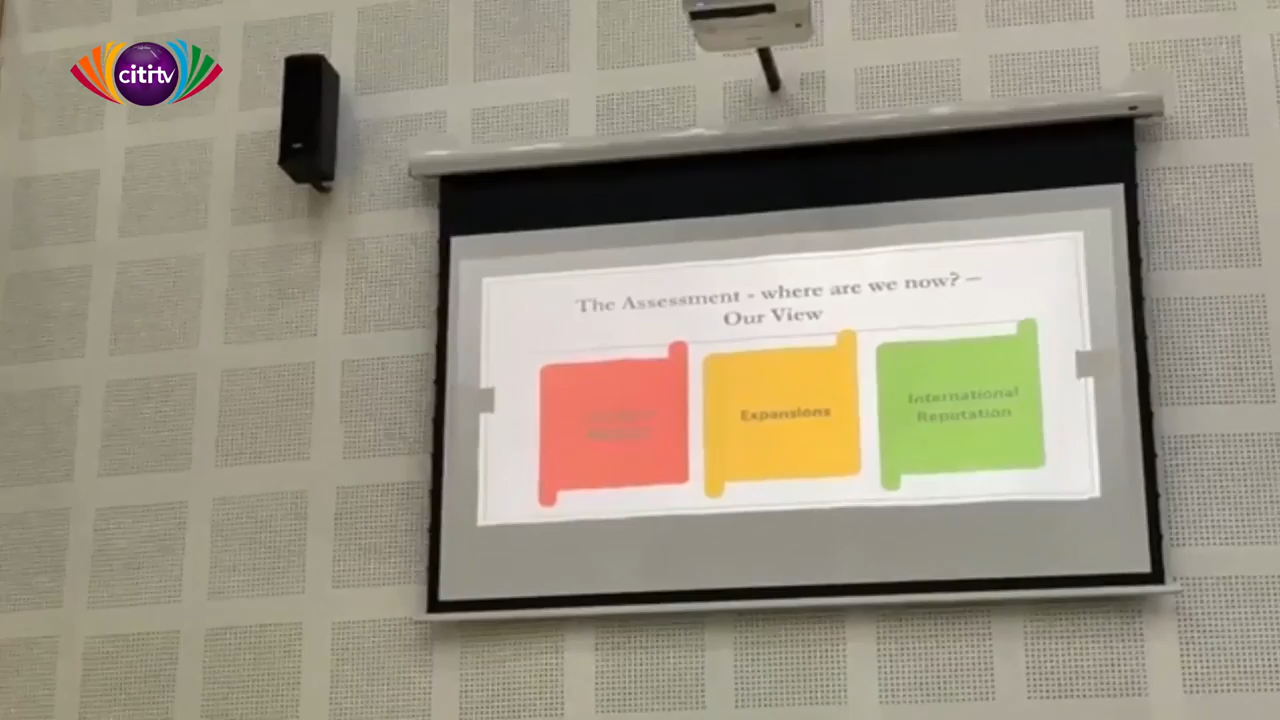 citi tv
The Assessment - where are we now? –
Our View
Expansions
International
Reputation